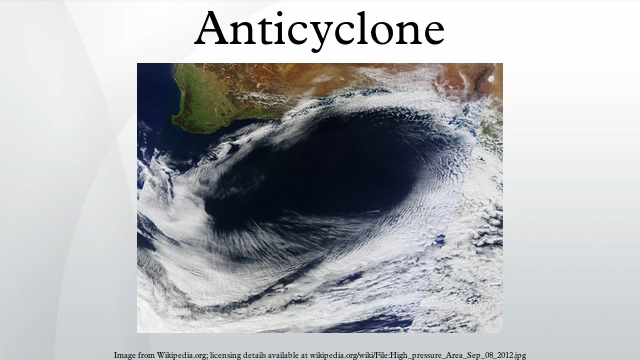 Anticyclone
Image from Wikipedia.org; licensing details available at wikipedia.org/wiki/File:High_pressure_Area_Sep_08_2012.jpg